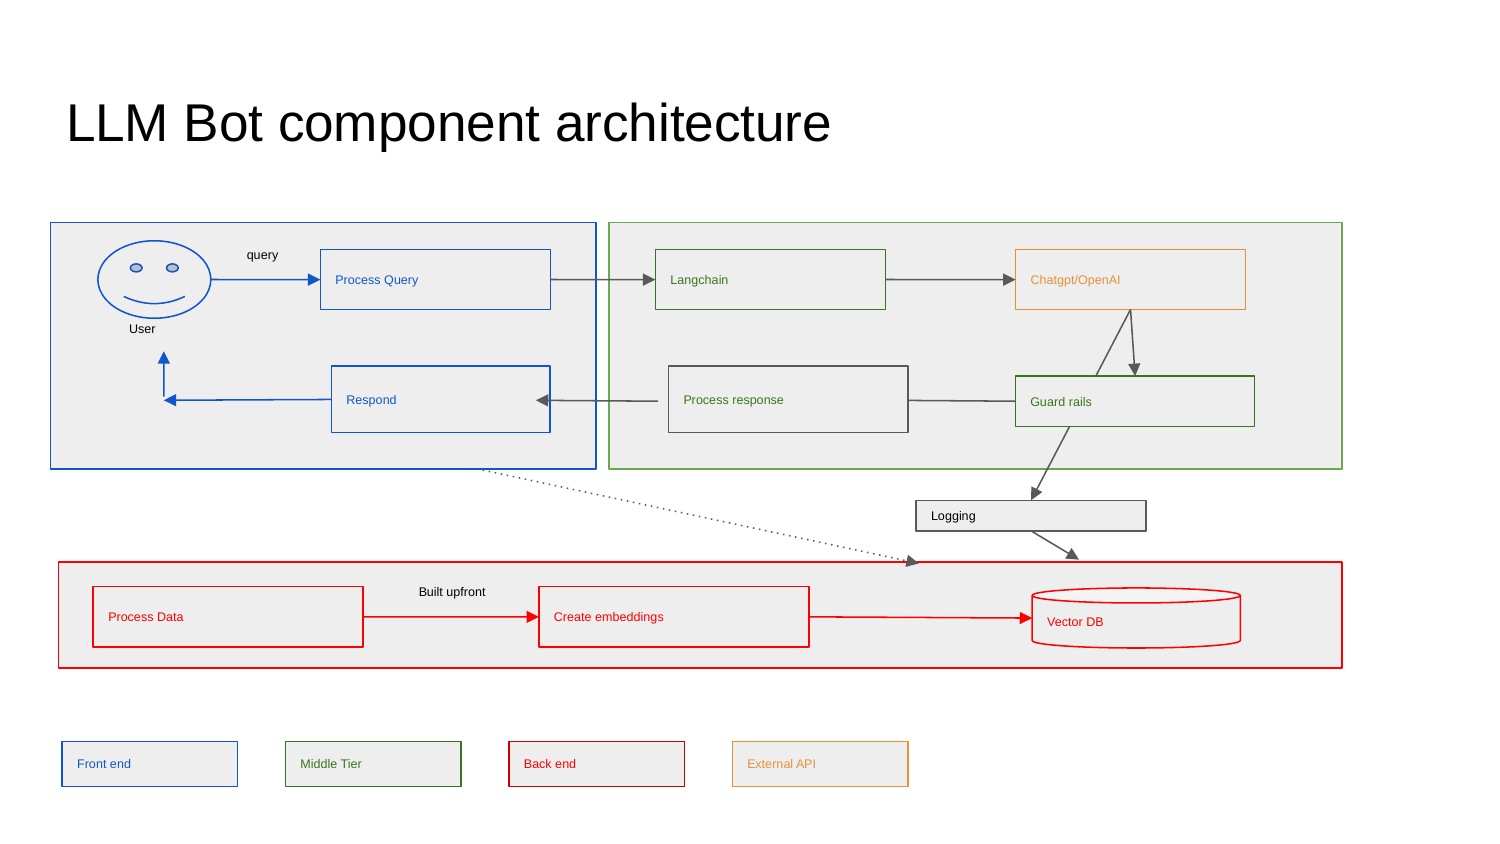 LLM Bot component architecture
query
Process Query
Langchain
Chatgpt/OpenAI
User
Respond
Process response
Guard rails
Logging
Built upfront
Process Data
Create embeddings
Vector DB
Front end
Middle Tier
Back end
External API